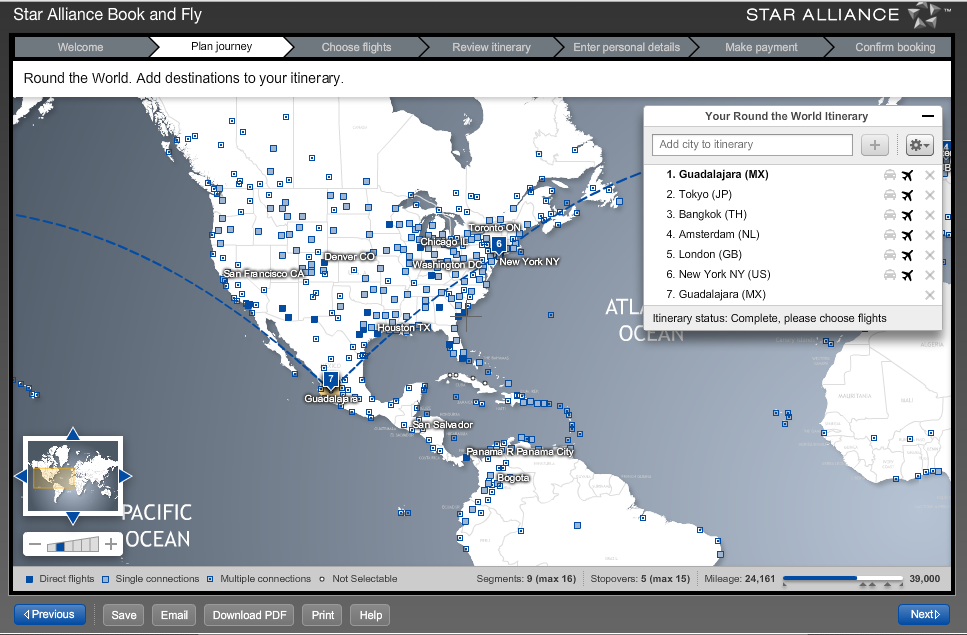 Star Alliance Book and Fly
STAR ALLIANCE ™
Welcome
Plan journey
Choose flights
Review itinerary
Enter personal details
Make payment
Confirm booking
Round the World. Add destinations to your itinerary.
Your Round the World Itinerary
Add city to itinerary
1. Guadalajara (MX)
2. Tokyo (JP)
3. Bangkok (TH)
4. Amsterdam (NL)
5. London (GB)
6. New York NY (US)
7. Guadalajara (MX)
Itinerary status: Complete, please choose flights
Toronto ON
Chicago IL
6
Denver CO
Washington DC
New York NY
San Francisco CA
Houston TX
ATL
OCEAN
7
Guadalajara
San Salvador
Panama R Panama City
Bogota
ALGERIA
MAURITANIA
MALI
PACIFIC
OCEAN
Direct flights
Single connections
Multiple connections
Not Selectable
Segments: 9 (max 16)
Stopovers: 5 (max 15)
Mileage: 24,161
39,000
Previous
Save
Email
Download PDF
Print
Help
Next